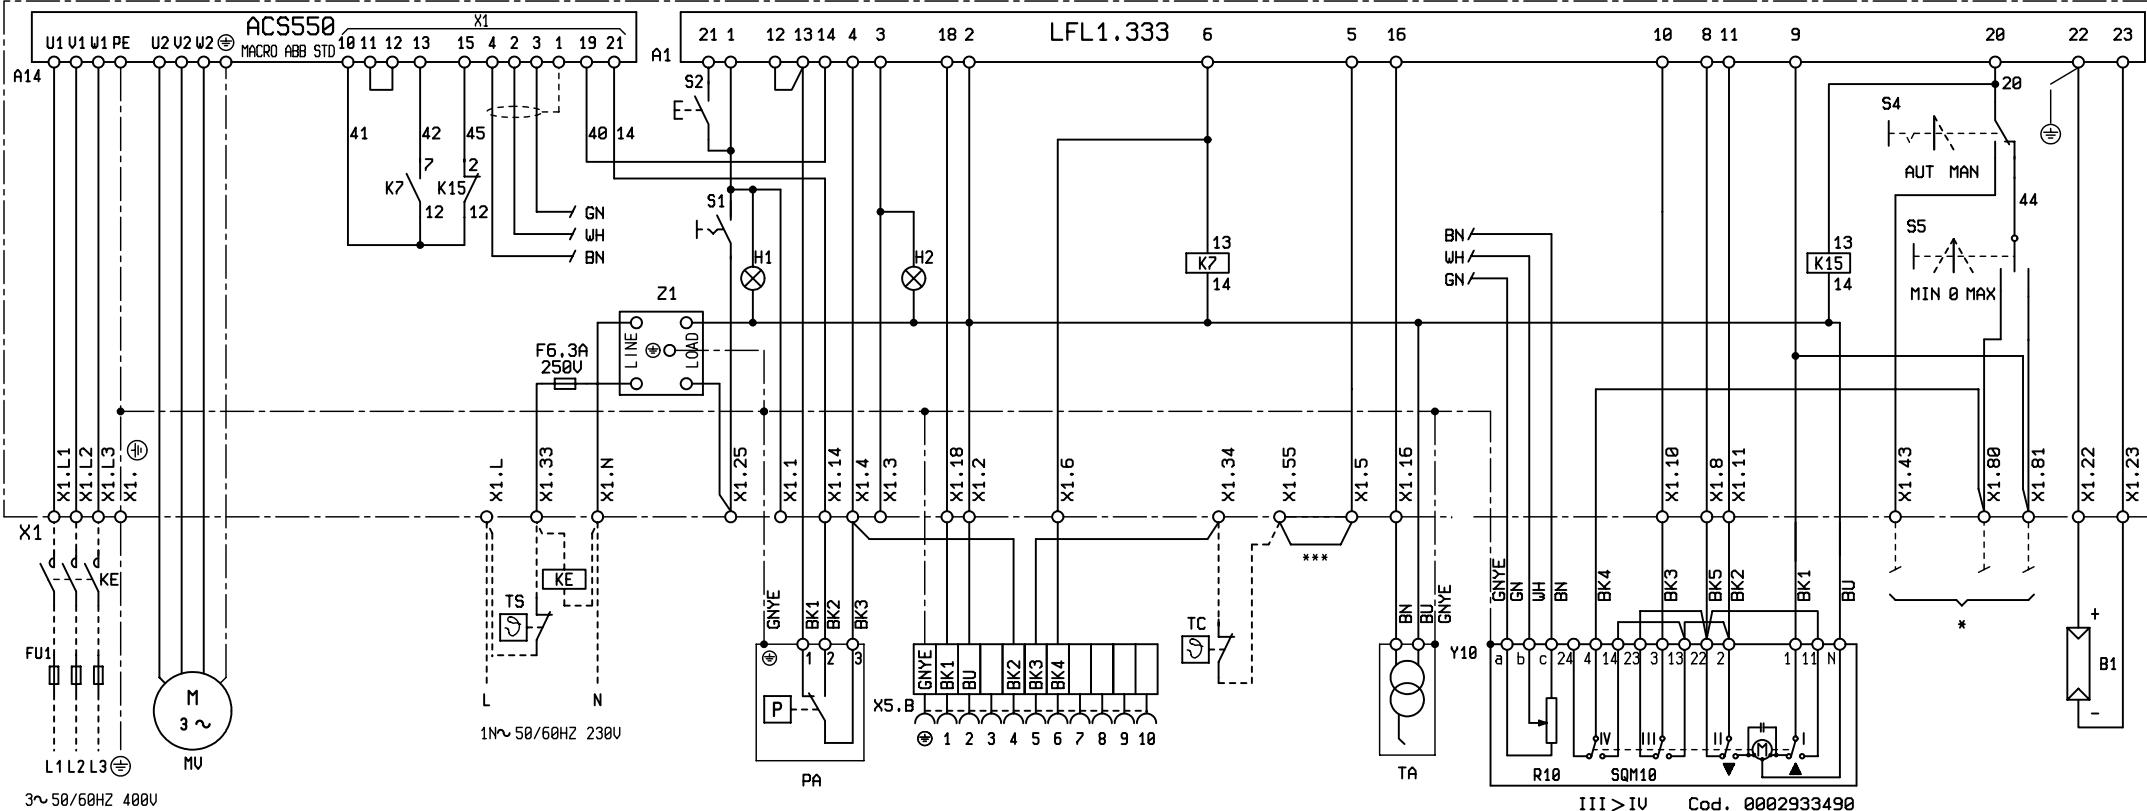 ACS550 X1 LFL1.333
U1 V1 W1 PE U2 V2 W2 MACRO ABB STD 10 11 12 13 15 4 2 3 1 19 21
21 1 12 13 14 4 3 18 2 6 5 16 10 8 11 9 20 22 23
A14 A1
S2 20 S4
41 42 45 40 14
7 2 AUT MAN
K7 K15
12 12 S1 44
GN S5
WH BN
BN WH
GN
H1 H2 13 K7 14 13 K15 14
MIN 0 MAX
Z1
F6,3A
250V
LINE LOAD
X1.L1 X1.L2 X1.L3 X1. X1.L X1.33 X1.N X1.25 X1.1 X1.14 X1.4 X1.3 X1.18 X1.2 X1.6 X1.34 X1.55 X1.5 X1.16 X1.10 X1.8 X1.11 X1.43 X1.80 X1.81 X1.22 X1.23
X1
***
KE KE
TS TC
GNYE BK1 BK2 BK3
BN BU GNYE
GNYE GN WH BN BK4 BK3 BK5 BK2 BK1 BU
*
FU1
1 2 3
GNYE BK1 BU BK2 BK3 BK4
Y10 a b c 24 4 14 23 3 13 22 2 1 11 N
+
B1
-
M
3 ~
P
X5.B
L N
1 2 3 4 5 6 7 8 9 10
1N~ 50/60HZ 230V
IV III II M I
L1 L2 L3 MV PA TA R10 SQM10
3~ 50/60HZ 400V
III > IV Cod. 0002933490